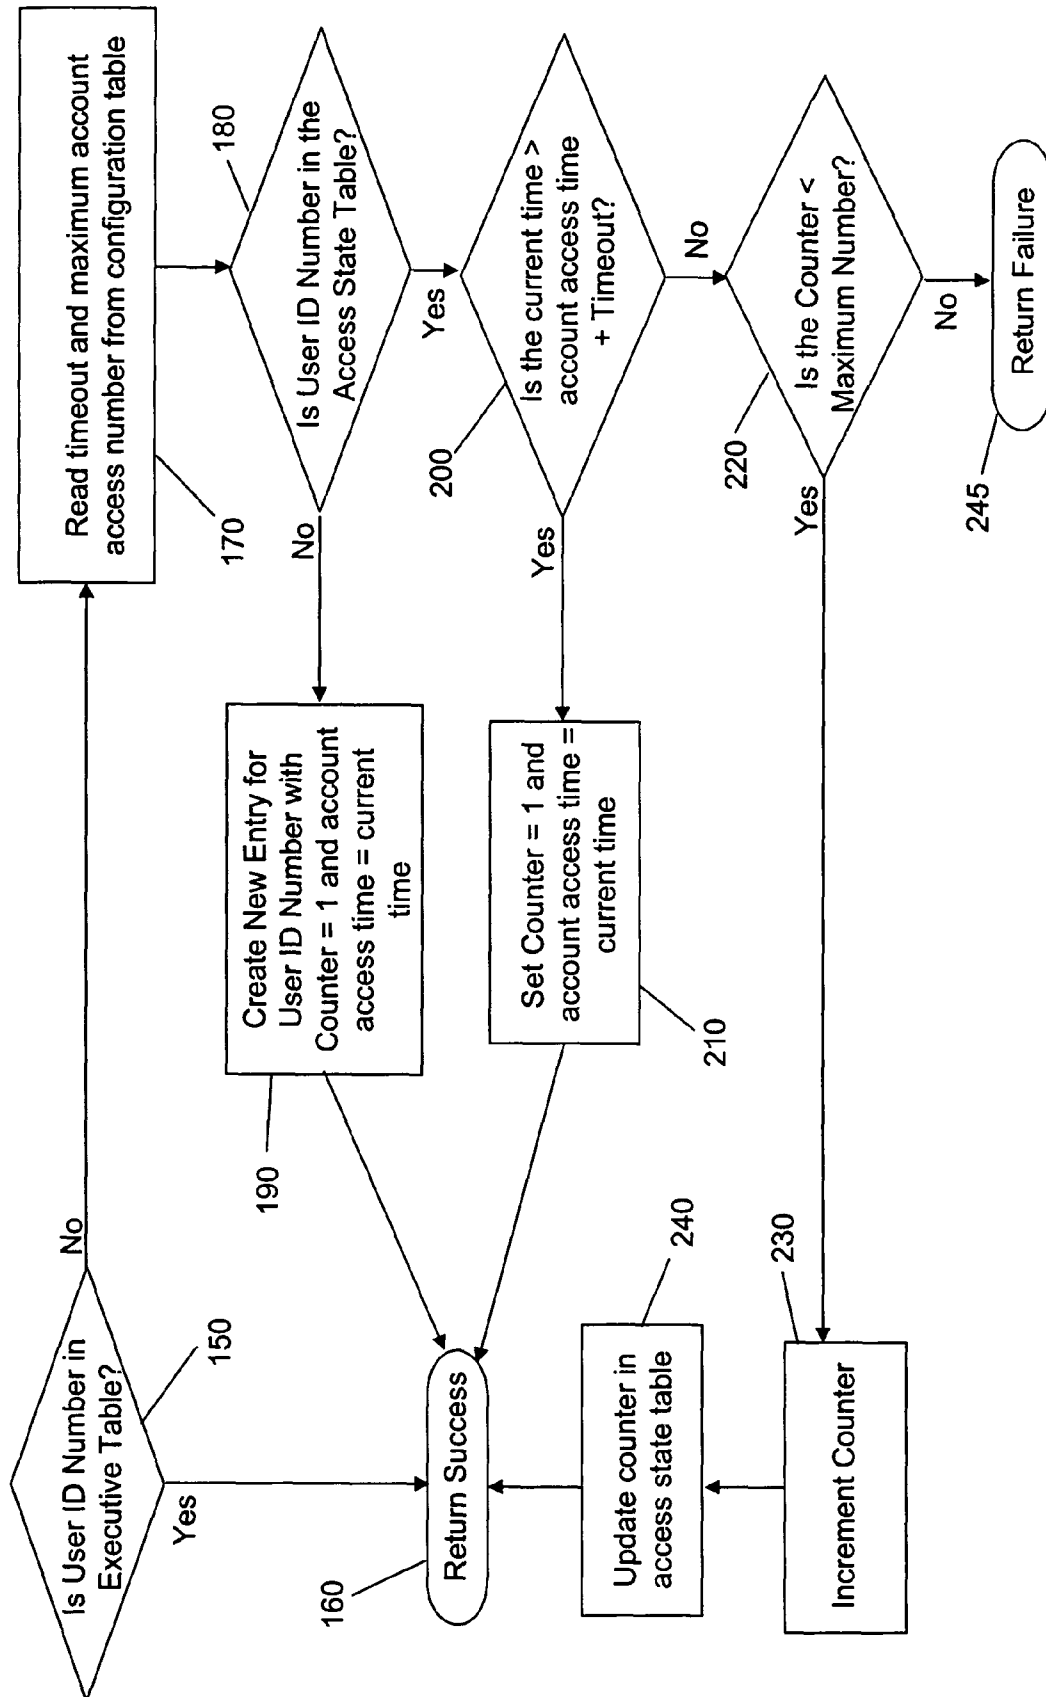 Is User ID Number in
Executive Table?
150
No
Yes
Read timeout and maximum account
access number from configuration table
170
Is User ID Number in the
Access State Table?
180
No
Yes
Create New Entry for
User ID Number with
Counter = 1 and account
access time = current
time
190
Return Success
160
Is the current time >
account access time
+ Timeout?
200
Yes
No
Set Counter = 1 and
account access time =
current time
210
Is the Counter <
Maximum Number?
220
Yes
No
Update counter in
access state table
240
Increment Counter
230
Return Failure
245